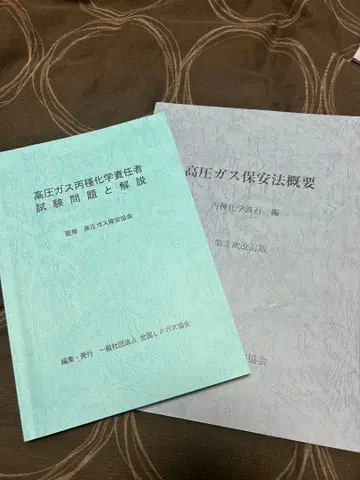 高圧ガス丙種化学責任者
試験問題と解説
監修 高圧ガス保安協会
編集・発行 一般社団法人 全国LPガス協会
高圧ガス保安法概要
丙種化学液石 編
第3次改訂版
協会